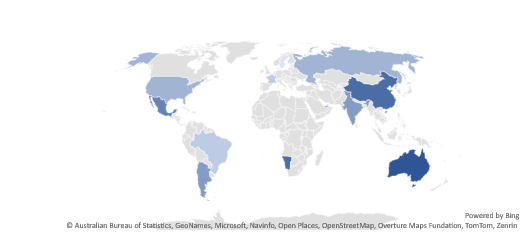 Powered by Bing
© Australian Bureau of Statistics, GeoNames, Microsoft, Navinfo, Open Places, OpenStreetMap, Overture Maps Fundation, TomTom, Zenrin